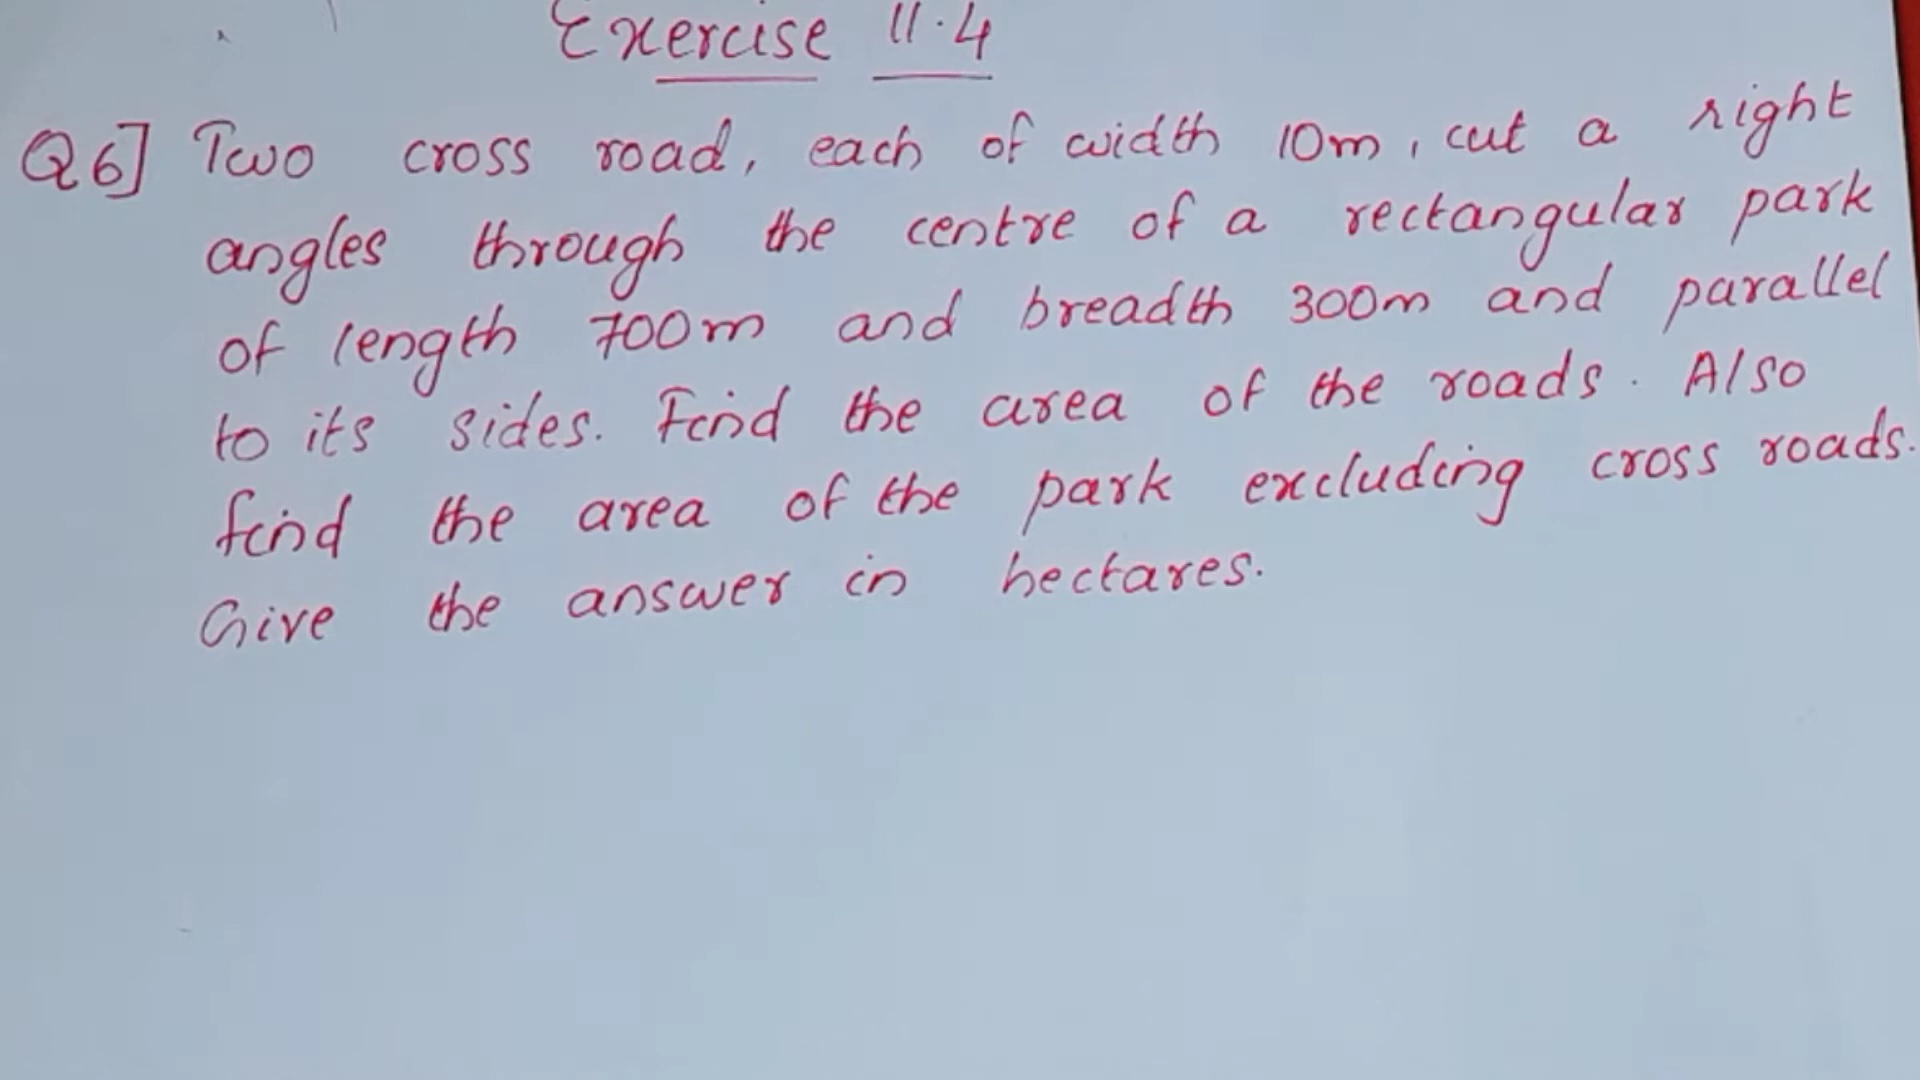 Exercise 11.4
Q6] Two cross road, each of width 10m, cut a right
angles through the centre of a rectangular park
of length 700m and breadth 300m and parallel
to its sides. Find the area of the roads. Also
find the area of the park excluding cross roads.
Give the answer in hectares.